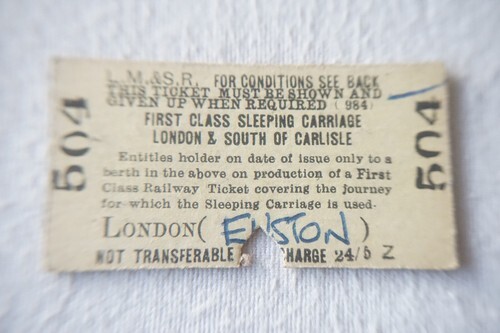 L.M.&S.R. FOR CONDITIONS SEE BACK
THIS TICKET MUST BE SHOWN AND
GIVEN UP WHEN REQUIRED (984)
FIRST CLASS SLEEPING CARRIAGE
LONDON & SOUTH OF CARLISLE
Entitles holder on date of issue only to a
berth in the above on production of a First
Class Railway Ticket covering the journey
for which the Sleeping Carriage is used.
LONDON( EUSTON )
NOT TRANSFERABLE CHARGE 24/5 Z
504
504